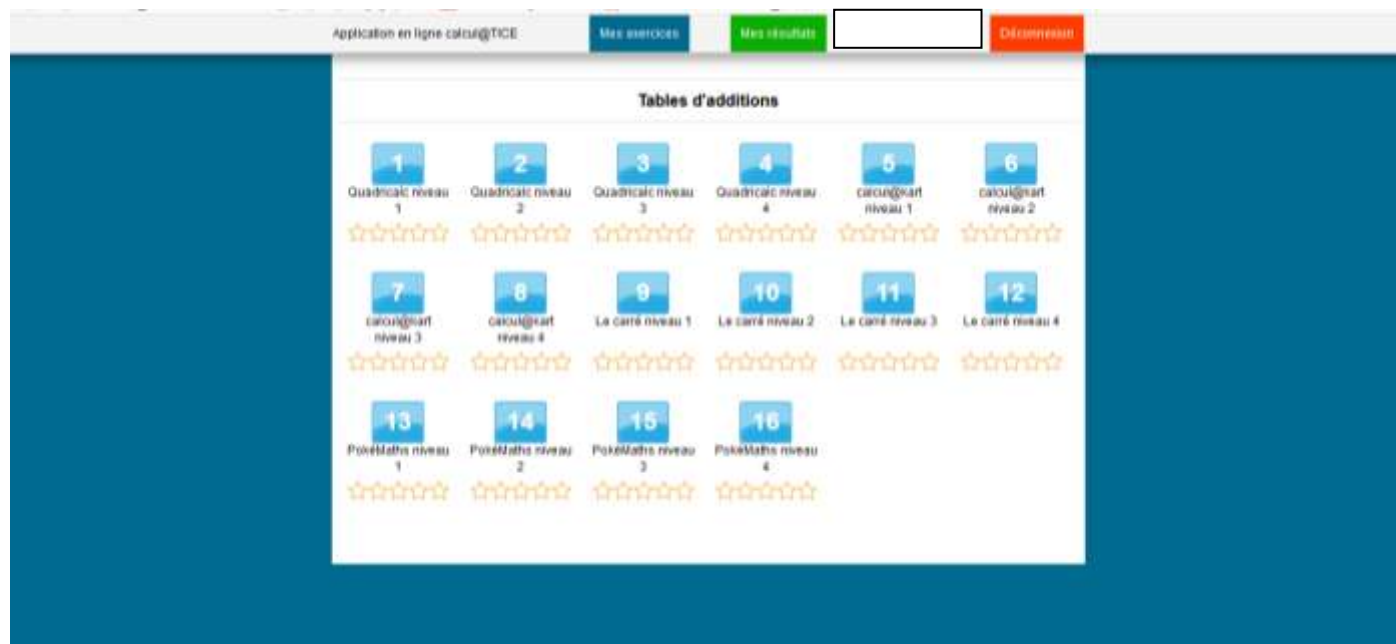 Application en ligne calcul@TICE
Mes exercices
Mes résultats
Déconnexion
Tables d'additions
1
2
3
4
5
6
Quadricalc niveau 1
Quadricalc niveau 2
Quadricalc niveau 3
Quadricalc niveau 4
calcul@kart niveau 1
calcul@kart niveau 2
7
8
9
10
11
12
calcul@kart niveau 3
calcul@kart niveau 4
Le carré niveau 1
Le carré niveau 2
Le carré niveau 3
Le carré niveau 4
13
14
15
16
PokéMaths niveau 1
PokéMaths niveau 2
PokéMaths niveau 3
PokéMaths niveau 4